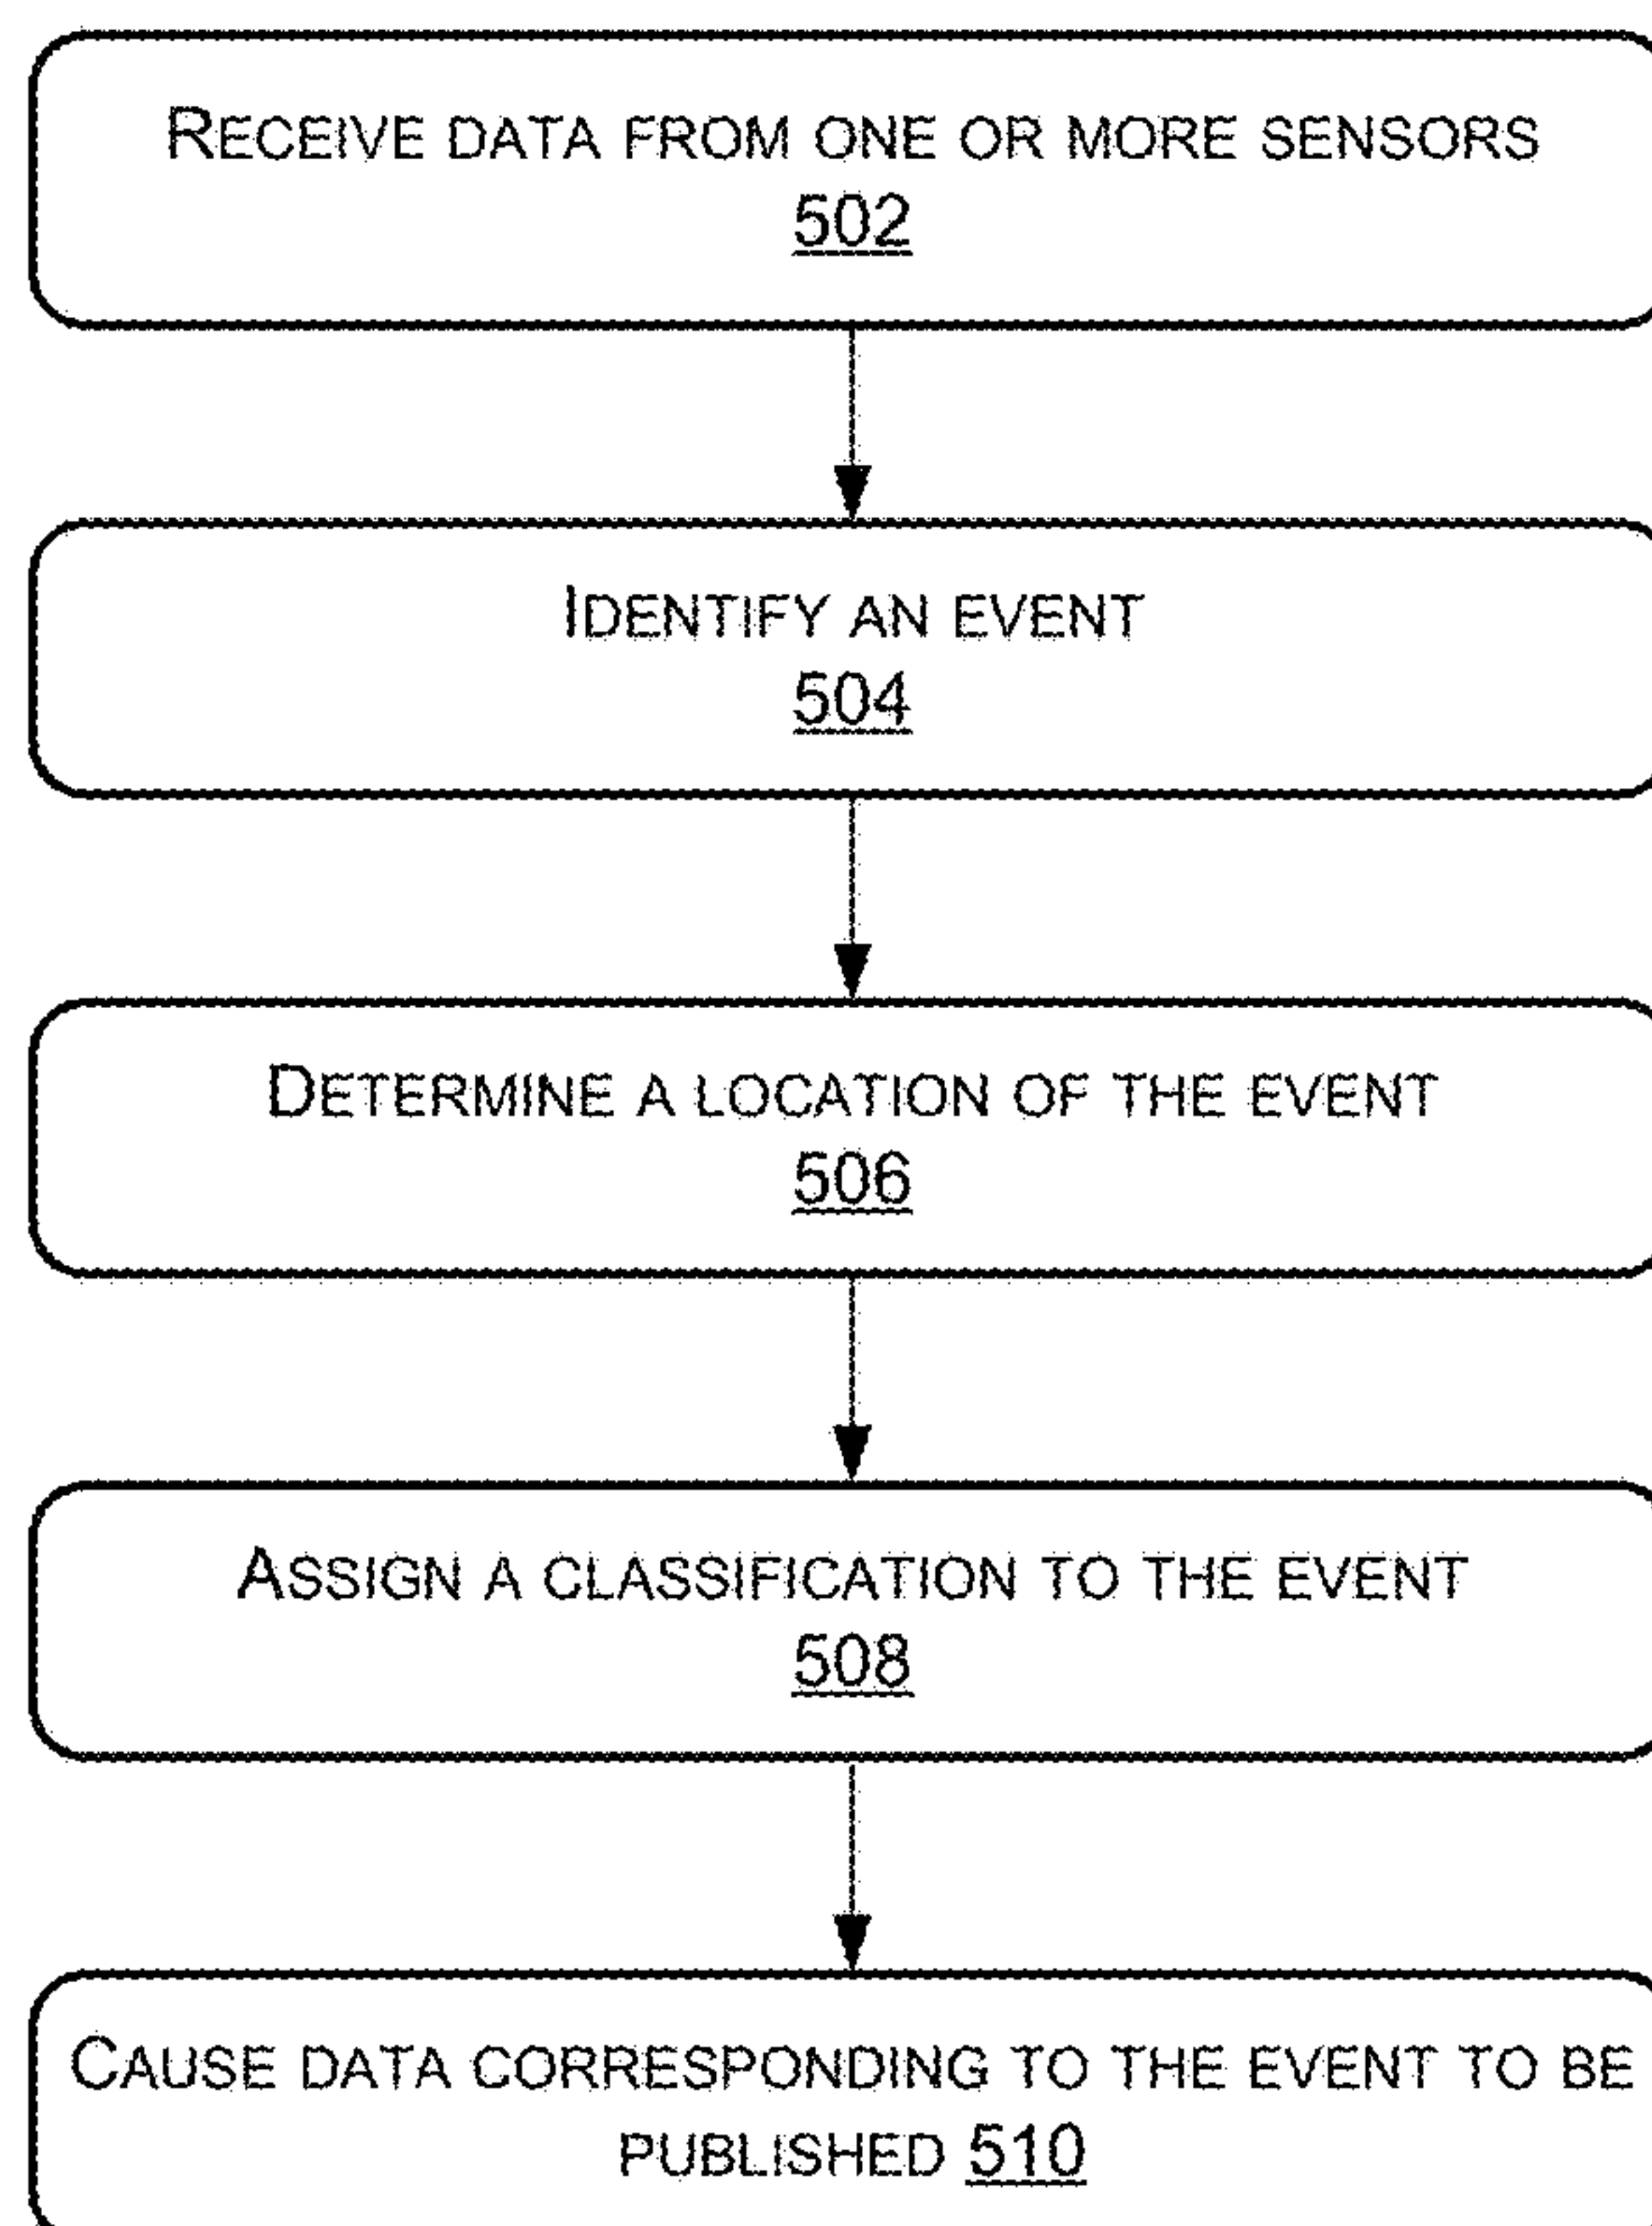 RECEIVE DATA FROM ONE OR MORE SENSORS
502
IDENTIFY AN EVENT
504
DETERMINE A LOCATION OF THE EVENT
506
ASSIGN A CLASSIFICATION TO THE EVENT
508
CAUSE DATA CORRESPONDING TO THE EVENT TO BE
PUBLISHED 510